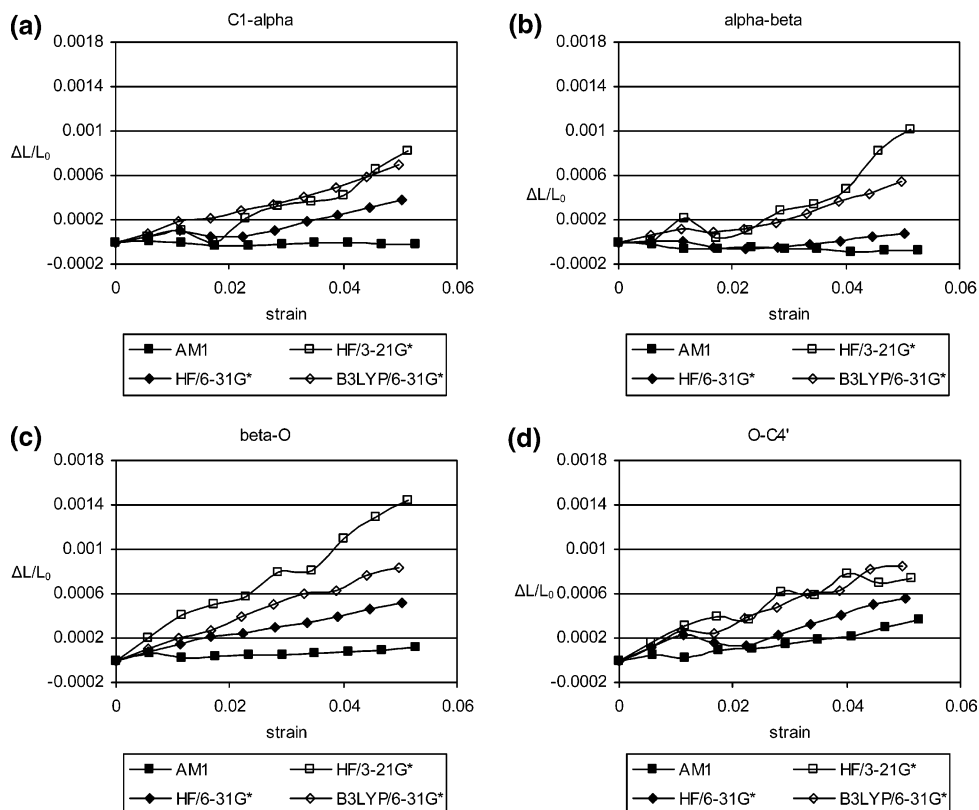 (a) C1-alpha
0.0018
0.0014
0.001
ΔL/L₀
0.0006
0.0002
-0.0002
0 0.02 0.04 0.06
strain
AM1 HF/3-21G*
HF/6-31G* B3LYP/6-31G*
(b) alpha-beta
0.0018
0.0014
0.001
ΔL/L₀
0.0006
0.0002
-0.0002
0 0.02 0.04 0.06
strain
AM1 HF/3-21G*
HF/6-31G* B3LYP/6-31G*
(c) beta-O
0.0018
0.0014
0.001
ΔL/L₀
0.0006
0.0002
-0.0002
0 0.02 0.04 0.06
strain
AM1 HF/3-21G*
HF/6-31G* B3LYP/6-31G*
(d) O-C4'
0.0018
0.0014
0.001
ΔL/L₀
0.0006
0.0002
-0.0002
0 0.02 0.04 0.06
strain
AM1 HF/3-21G*
HF/6-31G* B3LYP/6-31G*